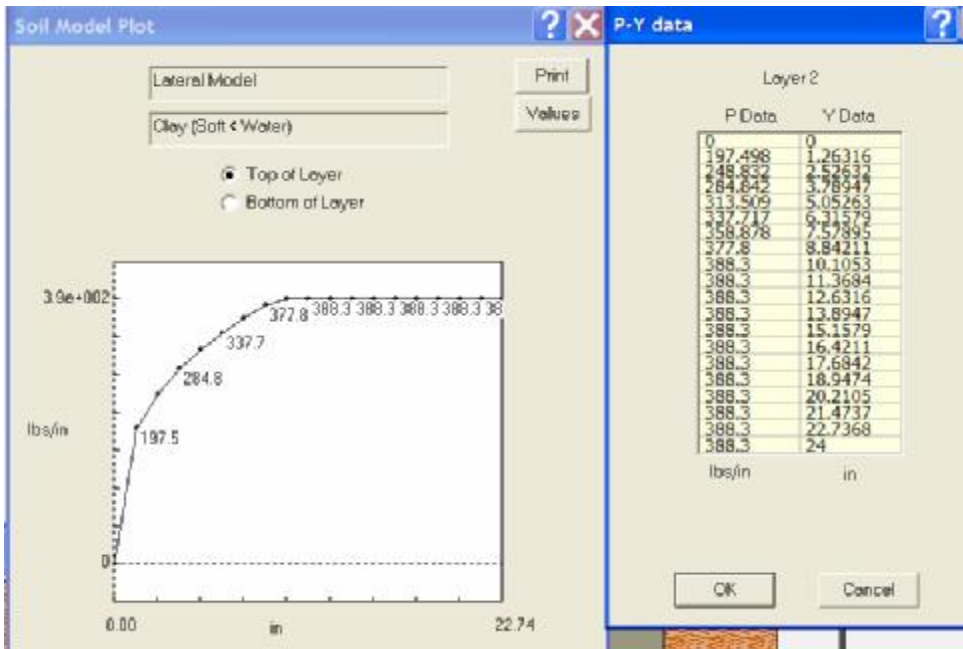 Soil Model Plot
Lateral Model
Print
Values
Clay (Soft < Water)
Top of Layer
Bottom of Layer
3.9e+002
377.8 388.3 388.3 388.3 388.3 38
337.7
284.8
lbs/in
197.5
0
0.00 in 22.74
P-Y data
Layer 2
P Data Y Data
0 0
197.498 1.26316
248.832 2.52632
284.842 3.78947
313.509 5.05263
337.717 6.31579
358.878 7.57895
377.8 8.84211
388.3 10.1053
388.3 11.3684
388.3 12.6316
388.3 13.8947
388.3 15.1579
388.3 16.4211
388.3 17.6842
388.3 18.9474
388.3 20.2105
388.3 21.4737
388.3 22.7368
388.3 24
lbs/in in
OK Cancel